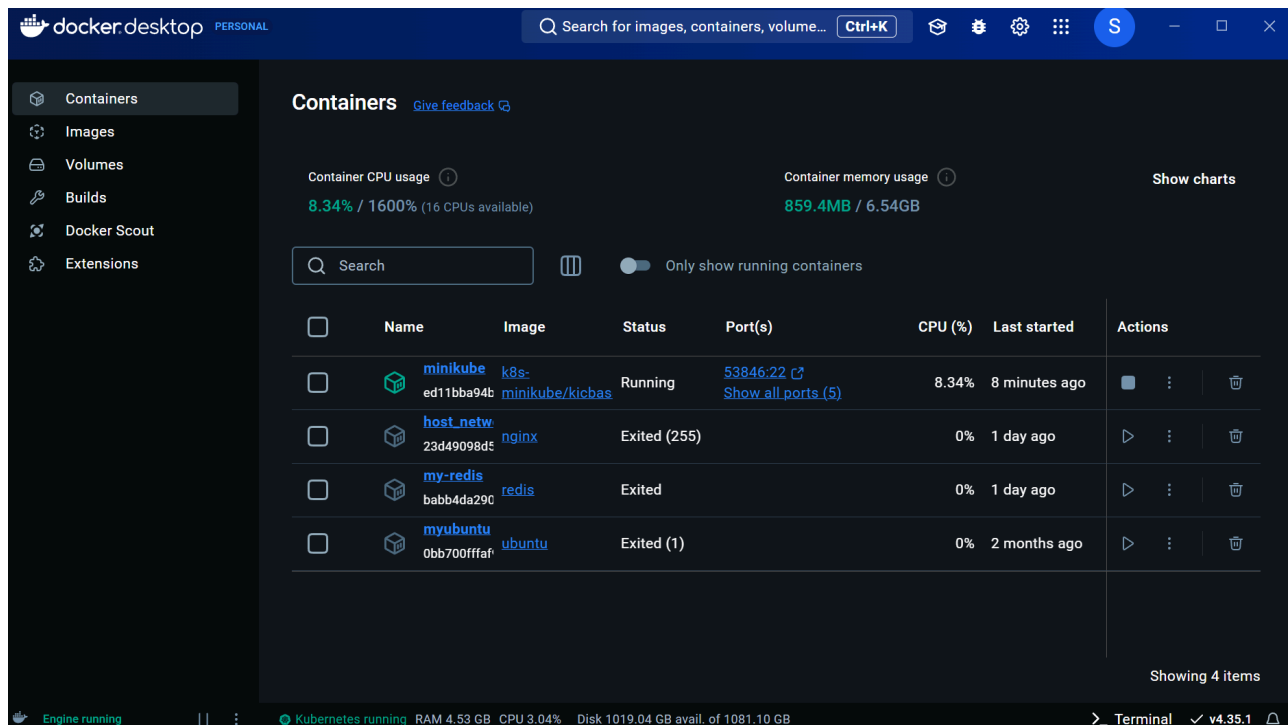 docker desktop PERSONAL
Search for images, containers, volume... Ctrl+K
S
Containers
Images
Volumes
Builds
Docker Scout
Extensions
Containers Give feedback
Container CPU usage
8.34% / 1600% (16 CPUs available)
Container memory usage
859.4MB / 6.54GB
Show charts
Search
Only show running containers
Name Image Status Port(s) CPU (%) Last started Actions
minikube
ed11bba94b
k8s-
minikube/kicbas
Running
53846:22
Show all ports (5)
8.34% 8 minutes ago
host_netw
23d49098d5
nginx Exited (255) 0% 1 day ago
my-redis
babb4da290
redis Exited 0% 1 day ago
myubuntu
0bb700fffaf
ubuntu Exited (1) 0% 2 months ago
Showing 4 items
Engine running
Kubernetes running RAM 4.53 GB CPU 3.04% Disk 1019.04 GB avail. of 1081.10 GB
Terminal v4.35.1